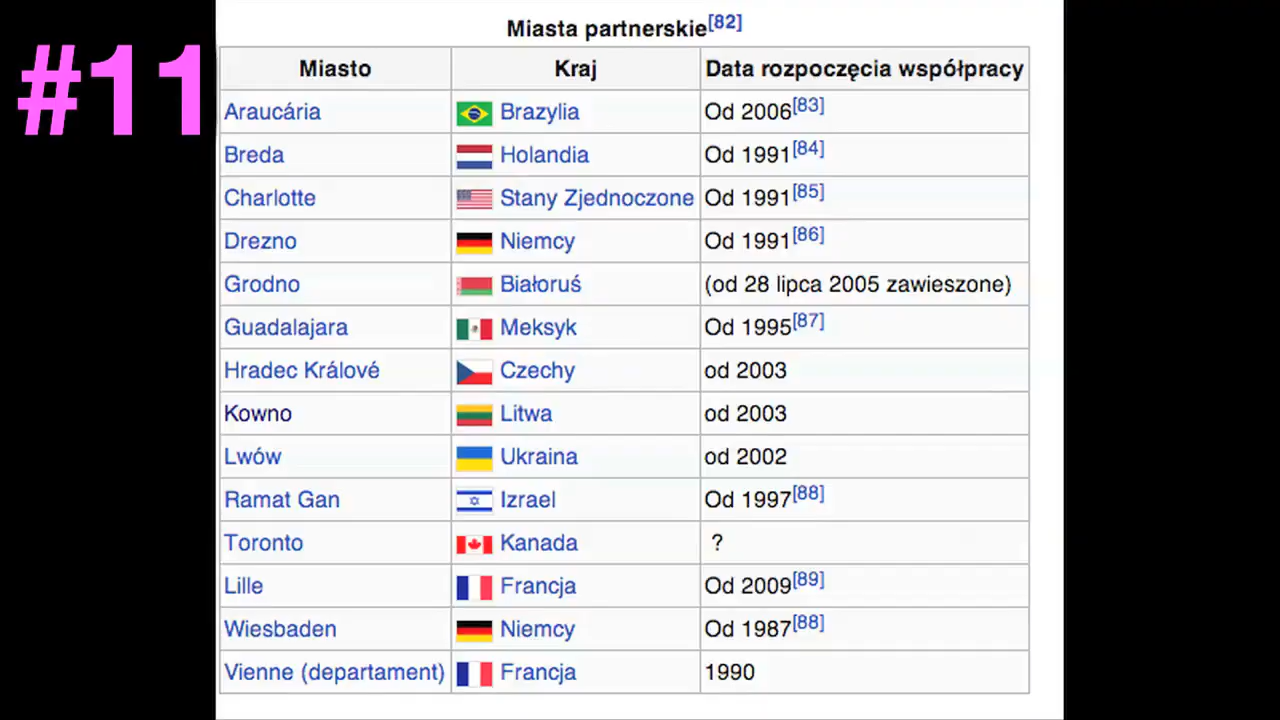 #11
Miasta partnerskie[82]
Miasto Kraj Data rozpoczęcia współpracy
Araucária Brazylia Od 2006[83]
Breda Holandia Od 1991[84]
Charlotte Stany Zjednoczone Od 1991[85]
Drezno Niemcy Od 1991[86]
Grodno Białoruś (od 28 lipca 2005 zawieszone)
Guadalajara Meksyk Od 1995[87]
Hradec Králové Czechy od 2003
Kowno Litwa od 2003
Lwów Ukraina od 2002
Ramat Gan Izrael Od 1997[88]
Toronto Kanada ?
Lille Francja Od 2009[89]
Wiesbaden Niemcy Od 1987[88]
Vienne (departament) Francja 1990